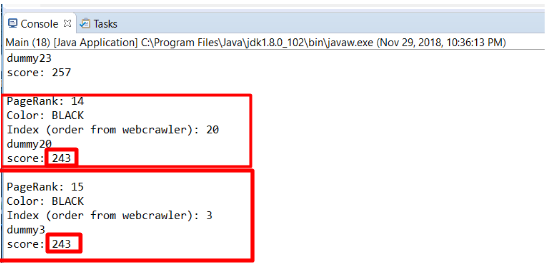 Console Tasks
Main (18) [Java Application] C:\Program Files\Java\jdk1.8.0_102\bin\javaw.exe (Nov 29, 2018, 10:36:13 PM)
dummy23
score: 257
PageRank: 14
Color: BLACK
Index (order from webcrawler): 20
dummy20
score: 243
PageRank: 15
Color: BLACK
Index (order from webcrawler): 3
dummy3
score: 243